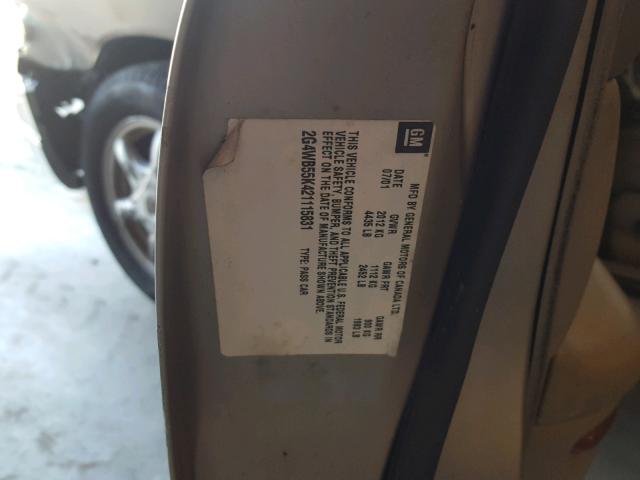 GM
MFD BY GENERAL MOTORS OF CANADA LTD.
DATE GVWR GAWR FRT GAWR RR
07/01 2012 KG 1112 KG 900 KG
4435 LB 2452 LB 1983 LB
THIS VEHICLE CONFORMS TO ALL APPLICABLE U.S. FEDERAL MOTOR
VEHICLE SAFETY, BUMPER, AND THEFT PREVENTION STANDARDS IN
EFFECT ON THE DATE OF MANUFACTURE SHOWN ABOVE.
2G4WB55K421115831 TYPE: PASS CAR